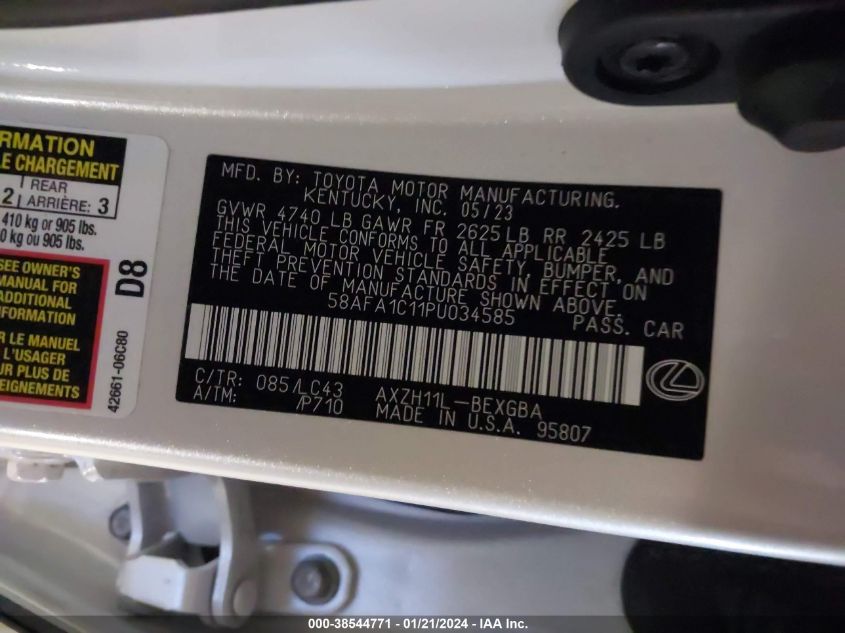 RMATION
LE CHARGEMENT
2 REAR
ARRIÈRE: 3
410 kg or 905 lbs.
0 kg ou 905 lbs.
SEE OWNER'S
MANUAL FOR
ADDITIONAL
INFORMATION
LE MANUEL
L'USAGER
UR PLUS DE
EIGNEMENTS
D8
42661-06C80
MFD. BY: TOYOTA MOTOR MANUFACTURING.
KENTUCKY, INC. 05/23
GVWR 4740 LB GAWR FR 2625 LB RR 2425 LB
THIS VEHICLE CONFORMS TO ALL APPLICABLE
FEDERAL MOTOR VEHICLE SAFETY, BUMPER, AND
THEFT PREVENTION STANDARDS IN EFFECT ON
THE DATE OF MANUFACTURE SHOWN ABOVE.
58AFA1C11PU034585 PASS. CAR
C/TR: 085/LC43 AXZH11L-BEXGBA
A/TM: /P710 MADE IN U.S.A. 95807
000-38544771 - 01/21/2024 - IAA Inc.